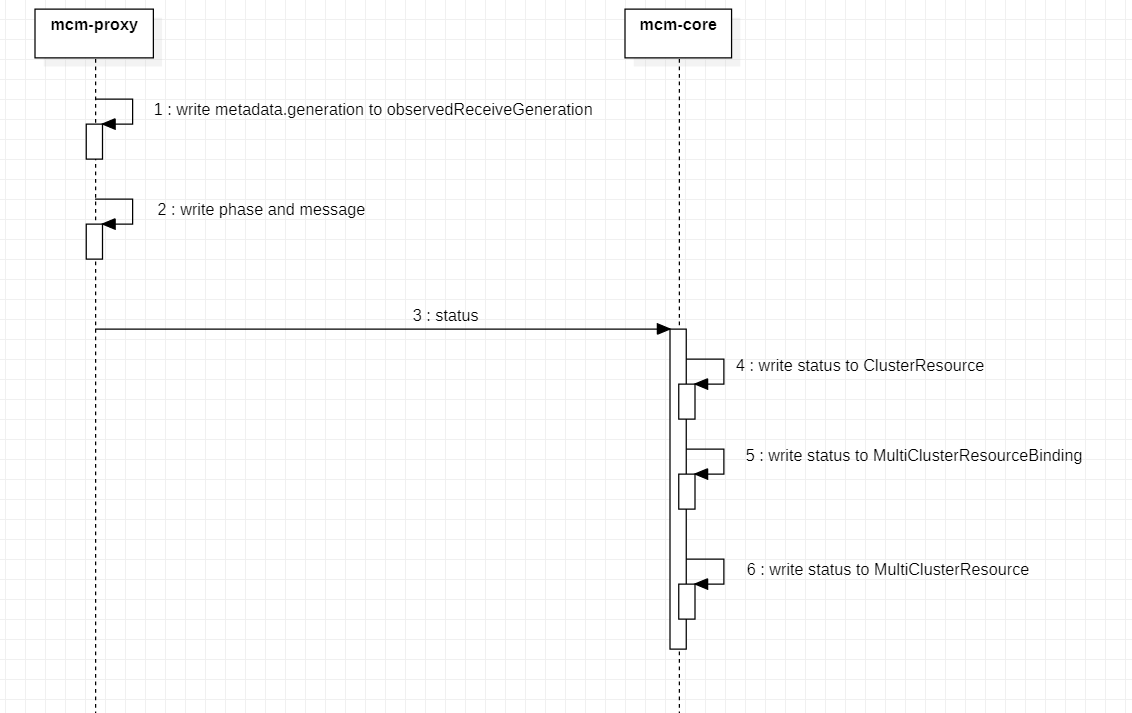 mcm-proxy
mcm-core
1 : write metadata.generation to observedReceiveGeneration
2 : write phase and message
3 : status
4 : write status to ClusterResource
5 : write status to MultiClusterResourceBinding
6 : write status to MultiClusterResource